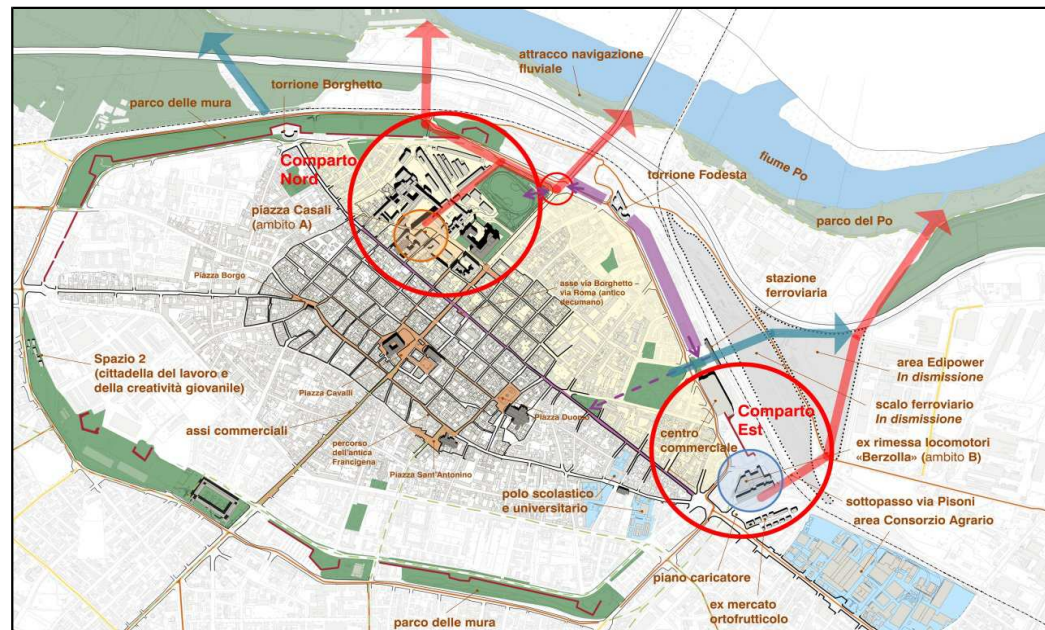 attracco navigazione
fluviale
torrione Borghetto
parco delle mura
Comparto
Nord
torrione Fodesta
fiume Po
piazza Casali
(ambito A)
parco del Po
Piazza Borgo
asse via Borghetto –
via Roma (antico
decumano)
stazione
ferroviaria
Spazio 2
(cittadella del lavoro e
della creatività giovanile)
area Edipower
In dismissione
Piazza Cavalli
Piazza Duomo
Comparto
Est
scalo ferroviario
In dismissione
assi commerciali
centro
commerciale
ex rimessa locomotori
«Berzolla» (ambito B)
percorso
dell'antica
Francigena
Piazza Sant'Antonino
polo scolastico
e universitario
sottopasso via Pisoni
area Consorzio Agrario
piano caricatore
ex mercato
ortofrutticolo
parco delle mura